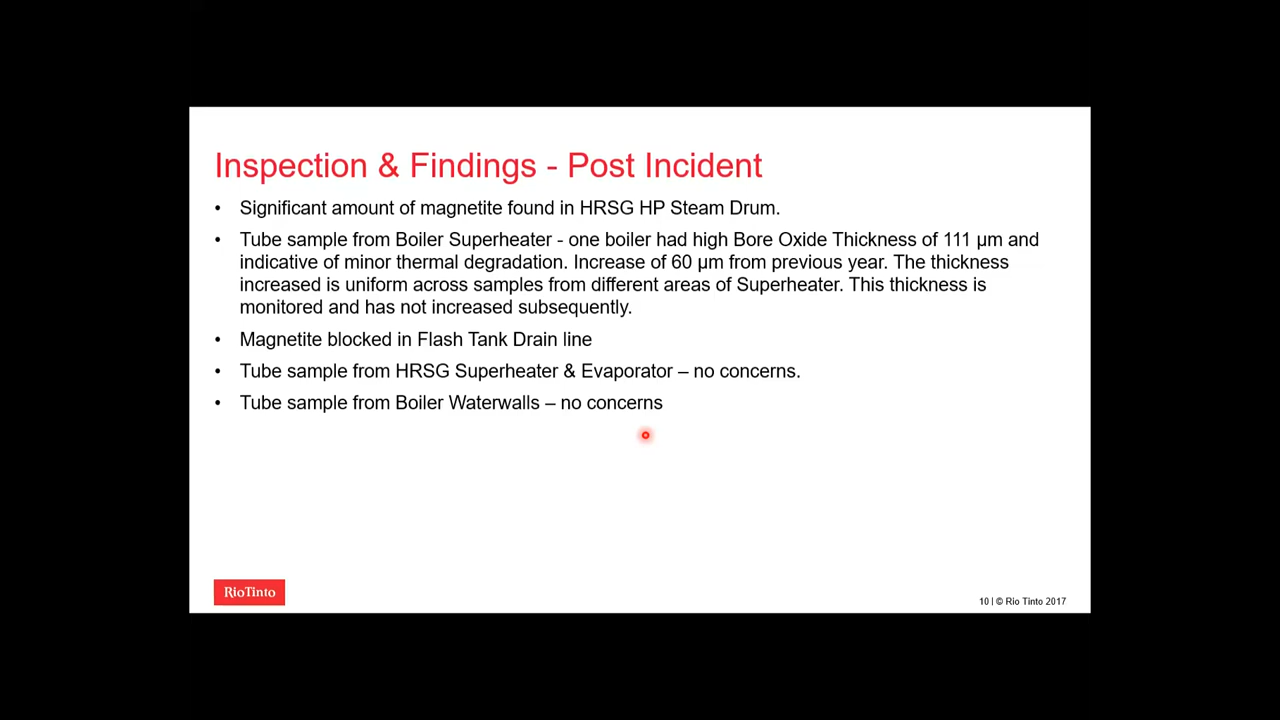 Inspection & Findings - Post Incident
• Significant amount of magnetite found in HRSG HP Steam Drum.
• Tube sample from Boiler Superheater - one boiler had high Bore Oxide Thickness of 111 µm and
indicative of minor thermal degradation. Increase of 60 µm from previous year. The thickness
increased is uniform across samples from different areas of Superheater. This thickness is
monitored and has not increased subsequently.
• Magnetite blocked in Flash Tank Drain line
• Tube sample from HRSG Superheater & Evaporator – no concerns.
• Tube sample from Boiler Waterwalls – no concerns
RioTinto
10 | © Rio Tinto 2017